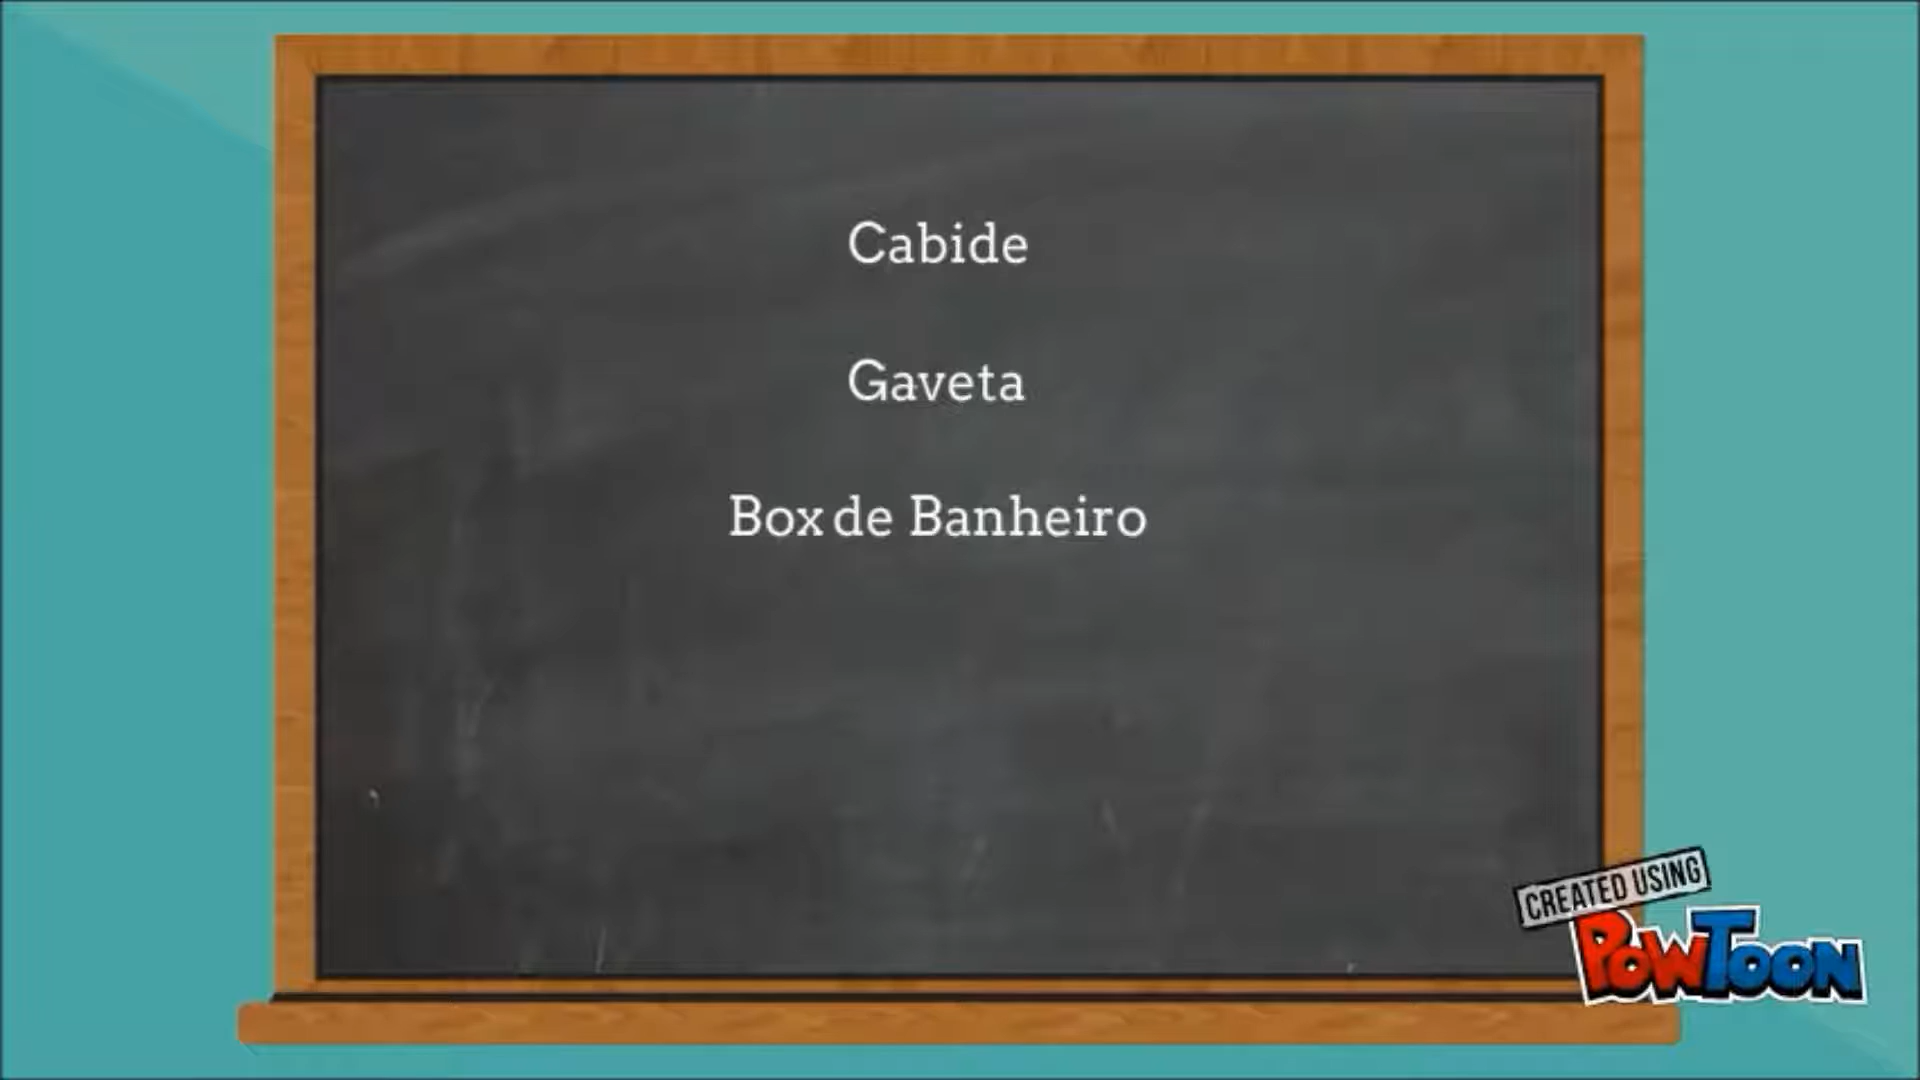 Cabide
Gaveta
Box de Banheiro
CREATED USING
POWTOON